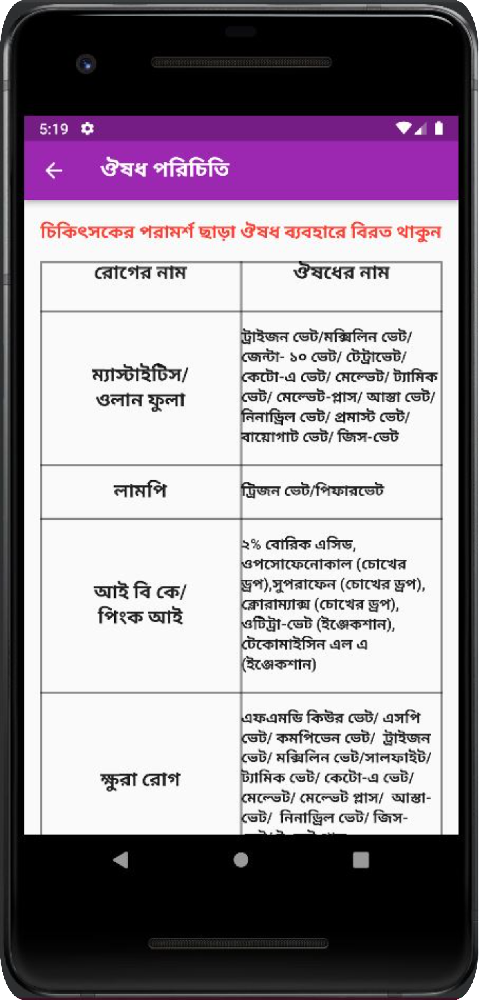 5:19
ঔষধ পরিচিতি
চিকিৎসকের পরামর্শ ছাড়া ঔষধ ব্যবহারে বিরত থাকুন
রোগের নাম
ঔষধের নাম
ম্যাস্টাইটিস/
ওলান ফুলা
ট্রাইজন ভেট/মক্সিলিন ভেট/
জেন্টা- ১০ ভেট/ টেট্রাভেট/
কেটো-এ ভেট/ মেল্ভেট/ ট্যামিক
ভেট/ মেল্ভেট-প্লাস/ আস্তা ভেট/
নিনাড্রিল ভেট/ প্রমাস্ট ভেট/
বায়োগাট ভেট/ জিস-ভেট
লামপি
ট্রিজন ভেট/পিফারভেট
আই বি কে/
পিংক আই
২% বোরিক এসিড,
ওপসোফেনোকাল (চোখের
ড্রপ),সুপরাফেন (চোখের ড্রপ),
ক্লোরাম্যাক্স (চোখের ড্রপ),
ওটিট্রা-ভেট (ইঞ্জেকশান),
টেকোমাইসিন এল এ
(ইঞ্জেকশান)
ক্ষুরা রোগ
এফএমডি কিউর ভেট/ এসপি
ভেট/ কমপিভেন ভেট/ ট্রাইজন
ভেট/ মক্সিলিন ভেট/সালফাইট/
ট্যামিক ভেট/ কেটো-এ ভেট/
মেল্ভেট/ মেল্ভেট প্লাস/ আস্তা-
ভেট/ নিনাড্রিল ভেট/ জিস-